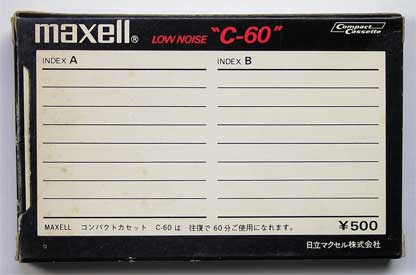 maxell® LOW NOISE "C-60" Compact Cassette
INDEX A INDEX B
MAXELL コンパクトカセット C-60は 往復で60分ご使用になれます。 ¥500
日立マクセル株式会社